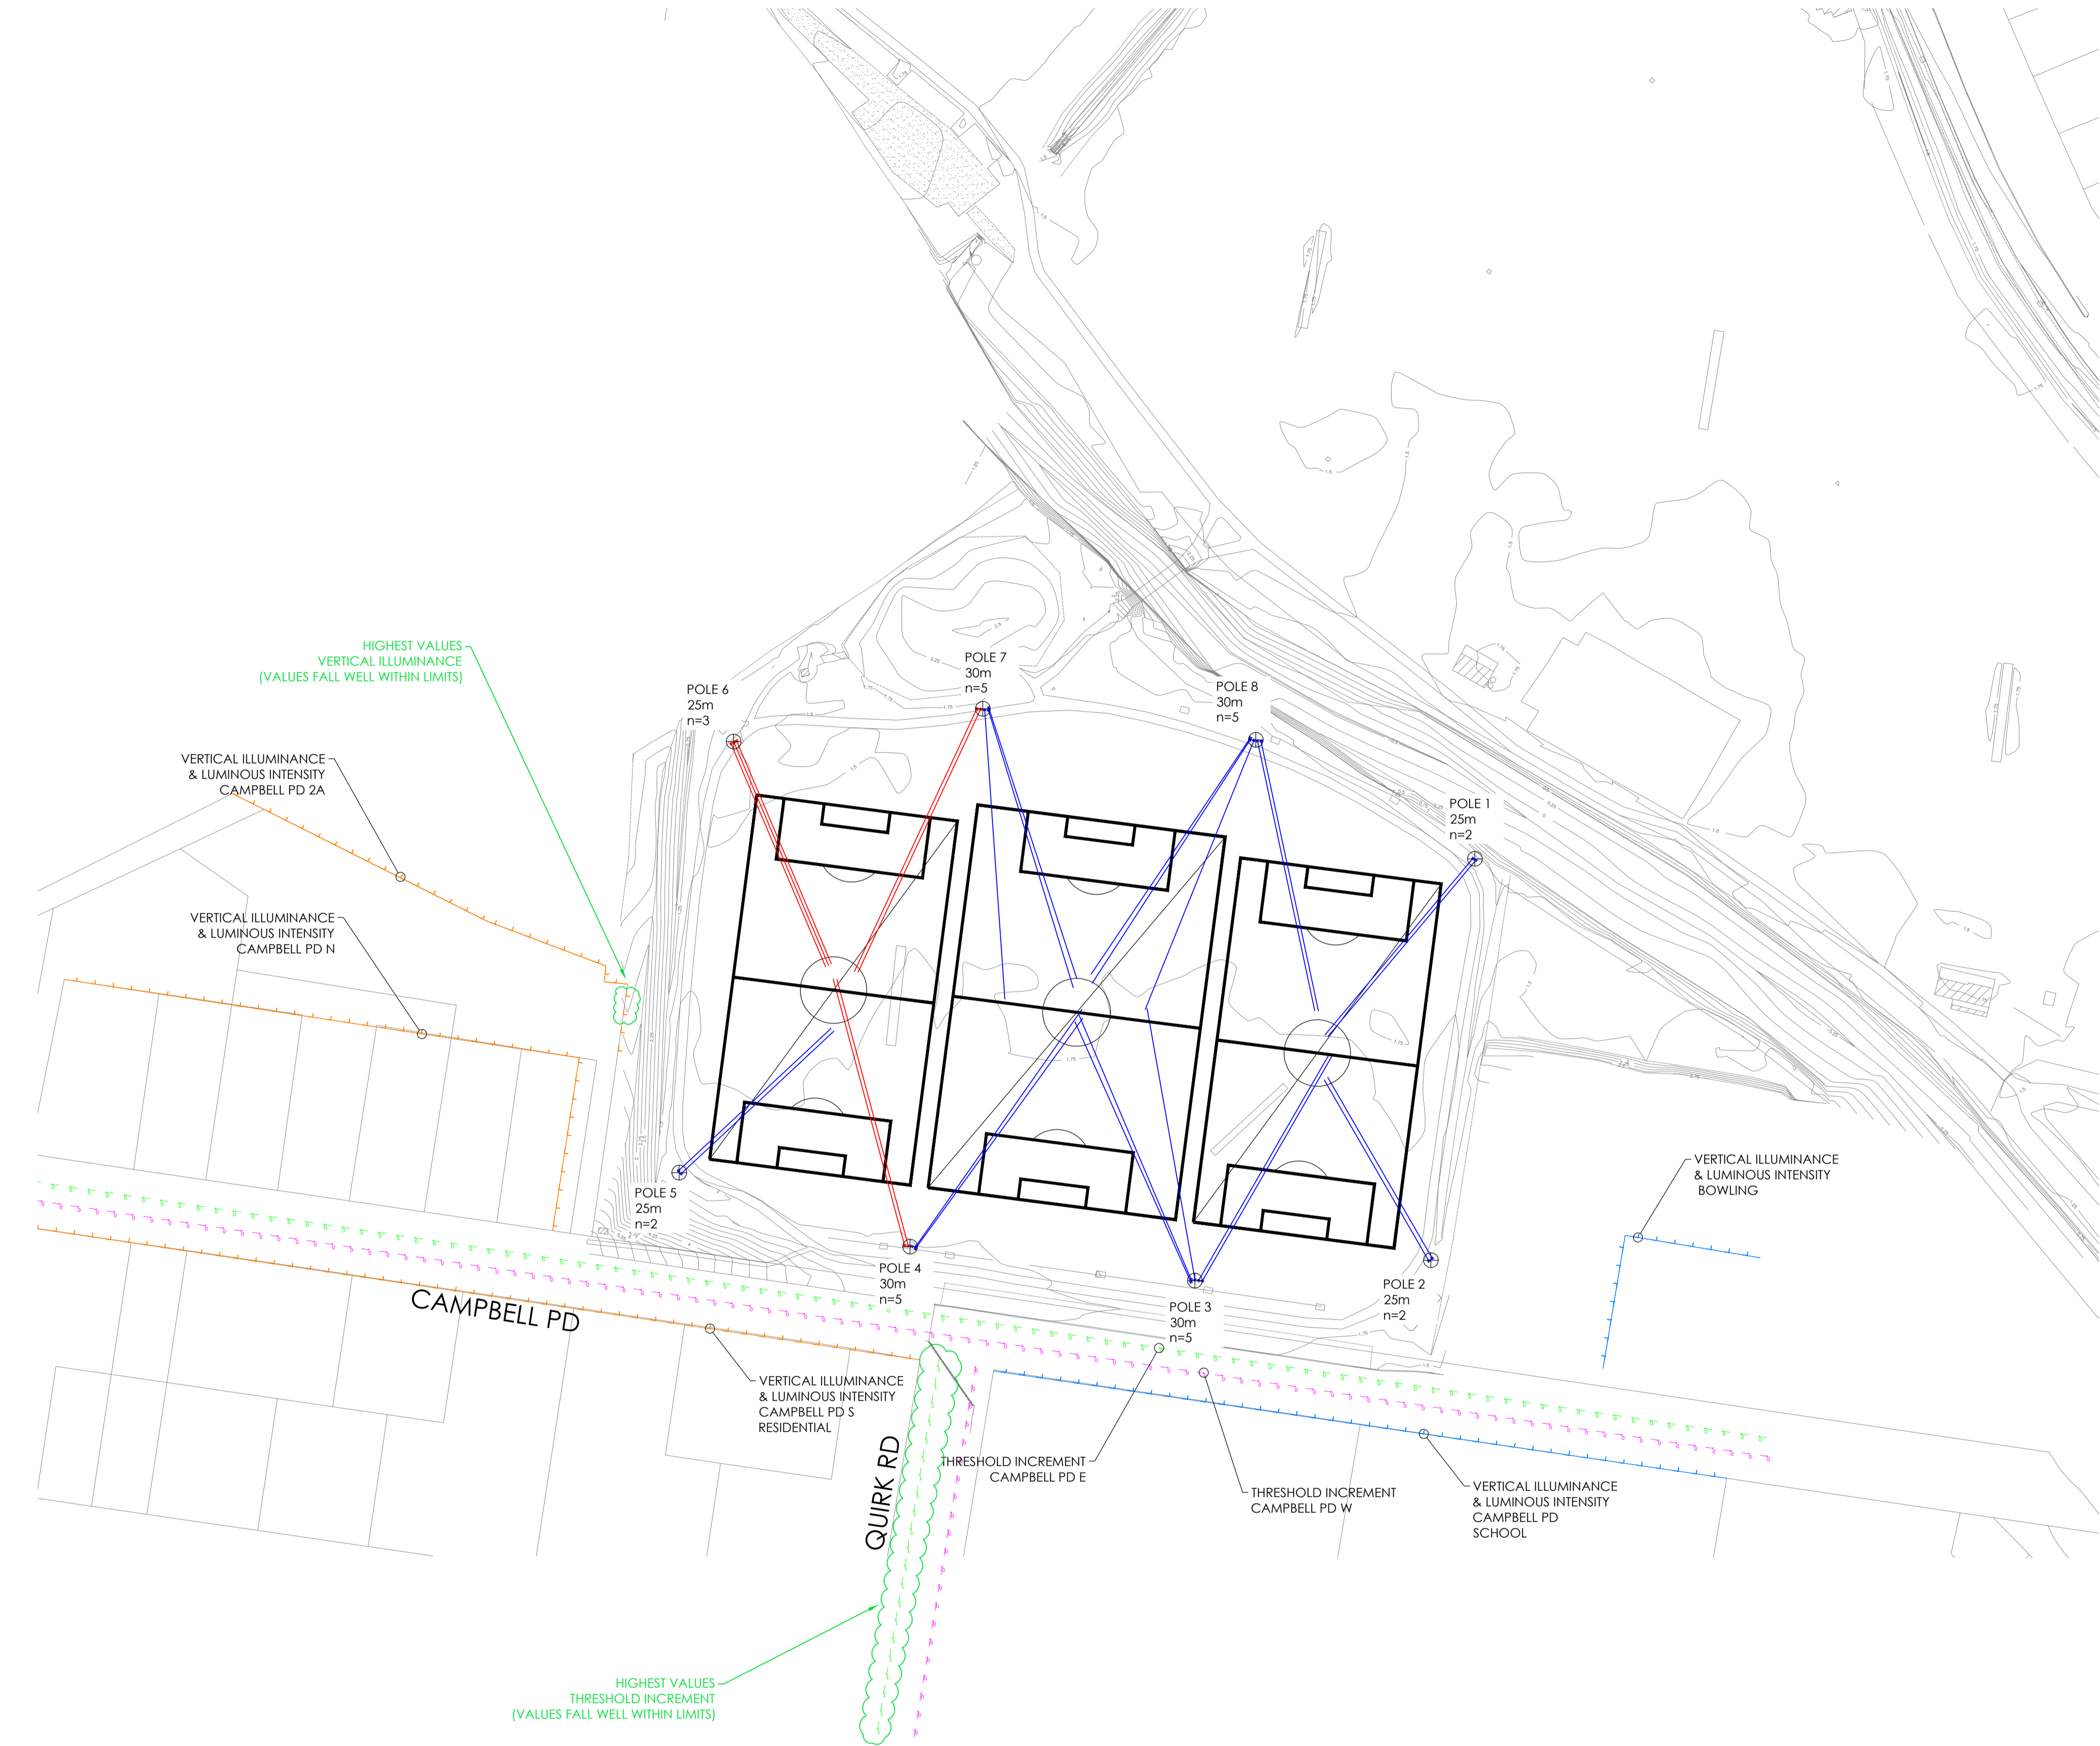 HIGHEST VALUES
VERTICAL ILLUMINANCE
(VALUES FALL WELL WITHIN LIMITS)
POLE 7
30m
n=5
POLE 6
25m
n=3
POLE 8
30m
n=5
VERTICAL ILLUMINANCE
& LUMINOUS INTENSITY
CAMPBELL PD 2A
POLE 1
25m
n=2
VERTICAL ILLUMINANCE
& LUMINOUS INTENSITY
CAMPBELL PD N
POLE 5
25m
n=2
VERTICAL ILLUMINANCE
& LUMINOUS INTENSITY
BOWLING
POLE 4
30m
n=5
POLE 3
30m
n=5
POLE 2
25m
n=2
CAMPBELL PD
VERTICAL ILLUMINANCE
& LUMINOUS INTENSITY
CAMPBELL PD S
RESIDENTIAL
QUIRK RD
THRESHOLD INCREMENT
CAMPBELL PD E
THRESHOLD INCREMENT
CAMPBELL PD W
VERTICAL ILLUMINANCE
& LUMINOUS INTENSITY
CAMPBELL PD
SCHOOL
HIGHEST VALUES
THRESHOLD INCREMENT
(VALUES FALL WELL WITHIN LIMITS)